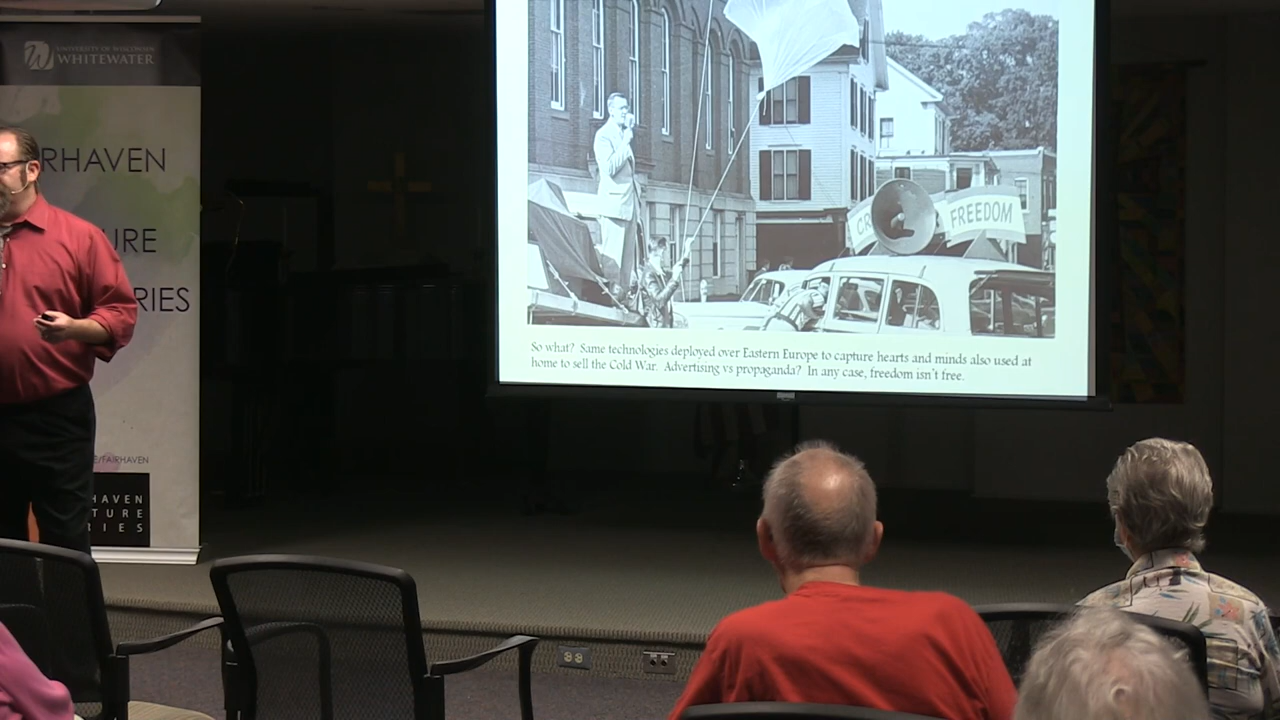 UNIVERSITY OF WISCONSIN
WHITEWATER
RHAVEN
URE
RIES
E/FAIRHAVEN
HAVEN
TURE
RIES
CR
FREEDOM
So what? Same technologies deployed over Eastern Europe to capture hearts and minds also used at
home to sell the Cold War. Advertising vs propaganda? In any case, freedom isn't free.